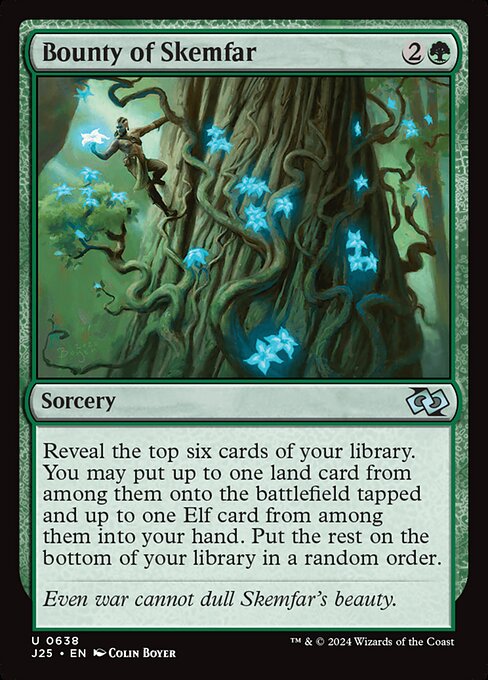 Bounty of Skemfar 2
Sorcery
Reveal the top six cards of your library.
You may put up to one land card from
among them onto the battlefield tapped
and up to one Elf card from among
them into your hand. Put the rest on the
bottom of your library in a random order.
Even war cannot dull Skemfar's beauty.
U 0638
J25 • EN Colin Boyer
™ & © 2024 Wizards of the Coast